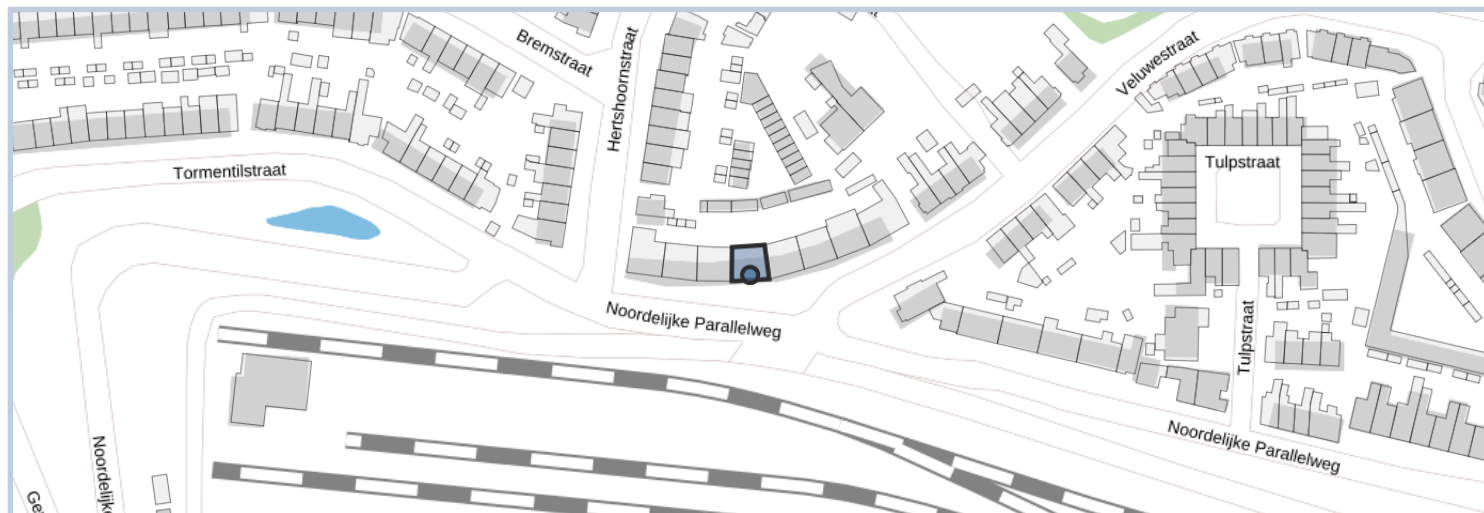 Bremstraat
Hertshoornstraat
Veluwestraat
Tulpstraat
Tormentilstraat
Noordelijke Parallelweg
Tulpstraat
Noordelijke Parallelweg